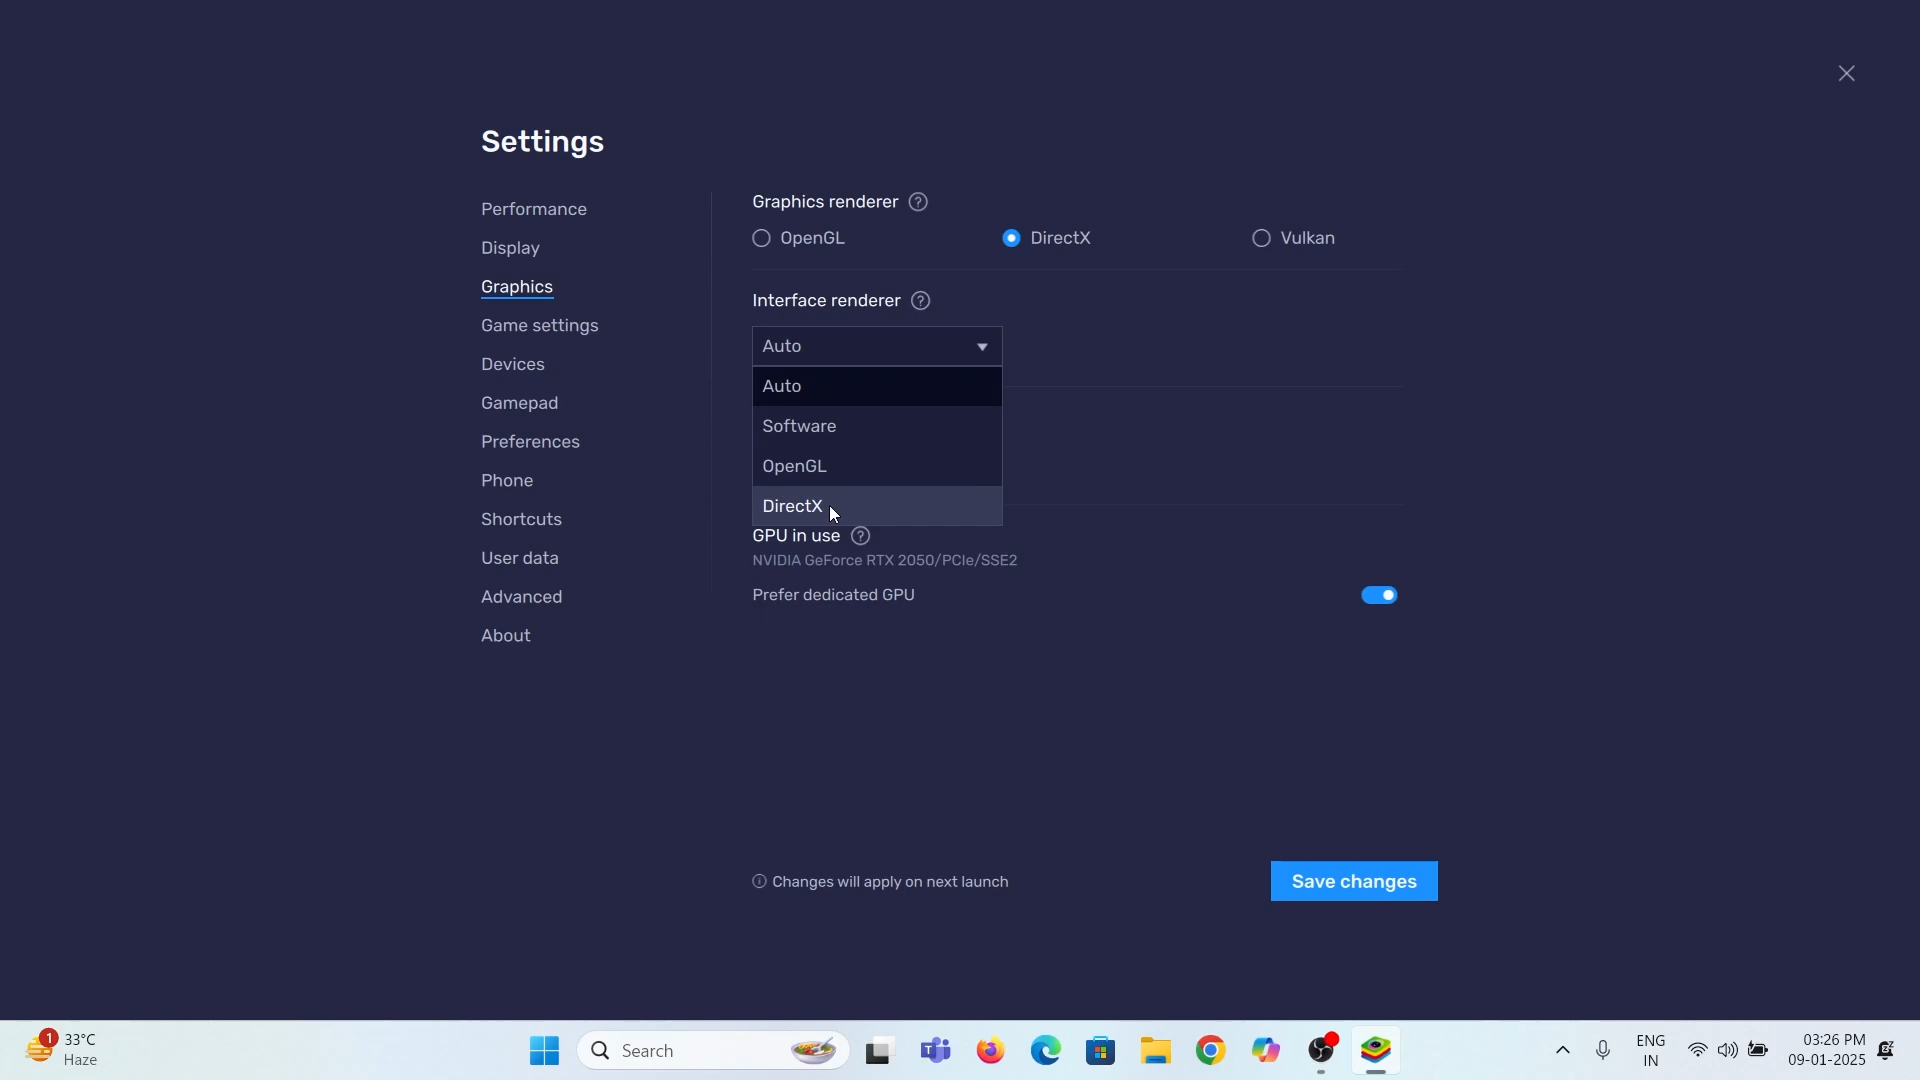 Settings
Performance
Display
Graphics
Game settings
Devices
Gamepad
Preferences
Phone
Shortcuts
User data
Advanced
About
Graphics renderer ?
OpenGL DirectX Vulkan
Interface renderer ?
Auto
Auto
Software
OpenGL
DirectX
GPU in use ?
NVIDIA GeForce RTX 2050/PCIe/SSE2
Prefer dedicated GPU
Changes will apply on next launch
Save changes
1
33°C
Haze
Search
ENG
IN
03:26 PM
09-01-2025